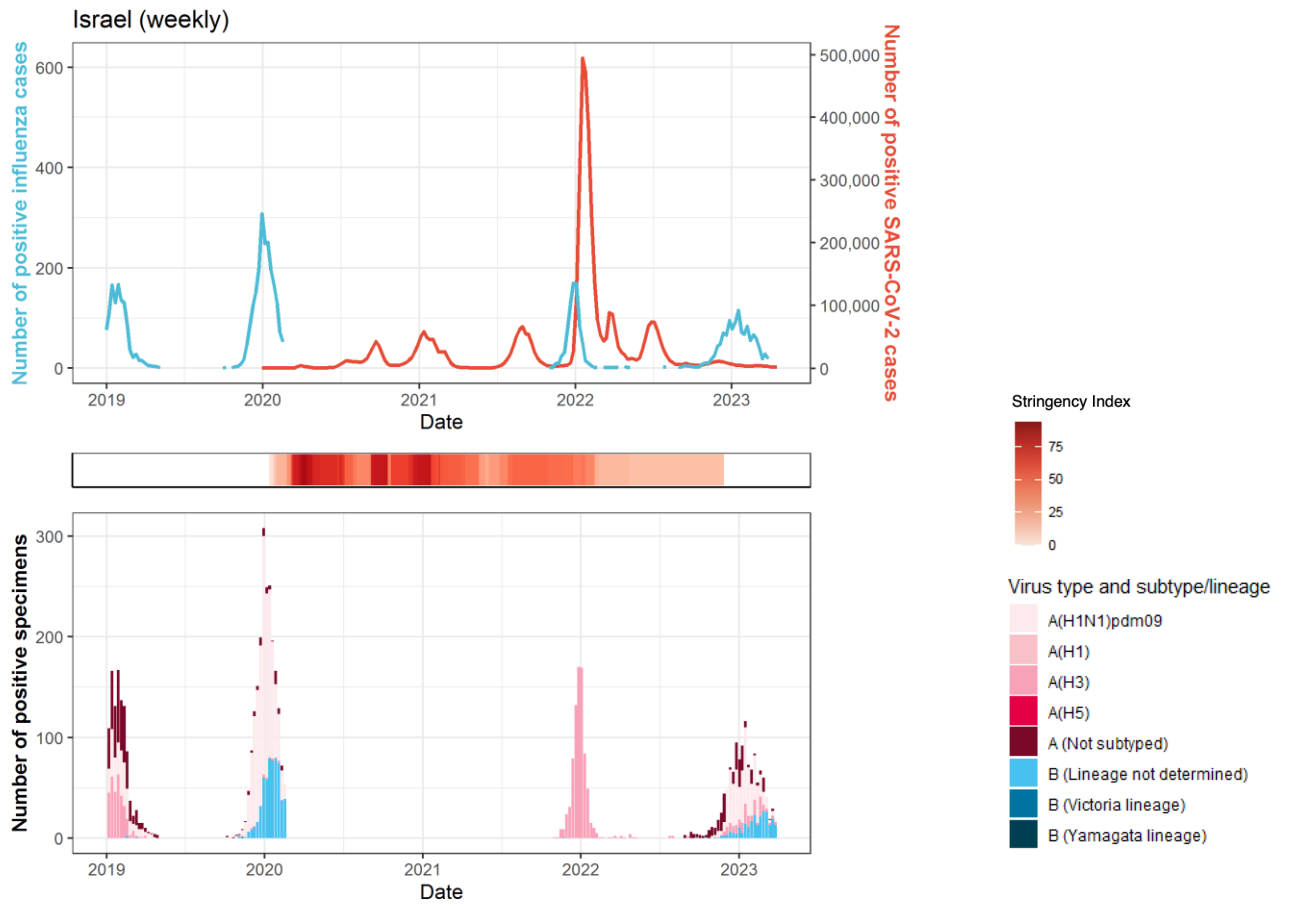 Israel (weekly)
Number of positive influenza cases
600
400
200
0
500,000
400,000
300,000
200,000
100,000
0
Number of positive SARS-CoV-2 cases
2019 2020 2021 2022 2023
Date
Number of positive specimens
300
200
100
0
2019 2020 2021 2022 2023
Date
Stringency Index
75
50
25
0
Virus type and subtype/lineage
A(H1N1)pdm09
A(H1)
A(H3)
A(H5)
A (Not subtyped)
B (Lineage not determined)
B (Victoria lineage)
B (Yamagata lineage)